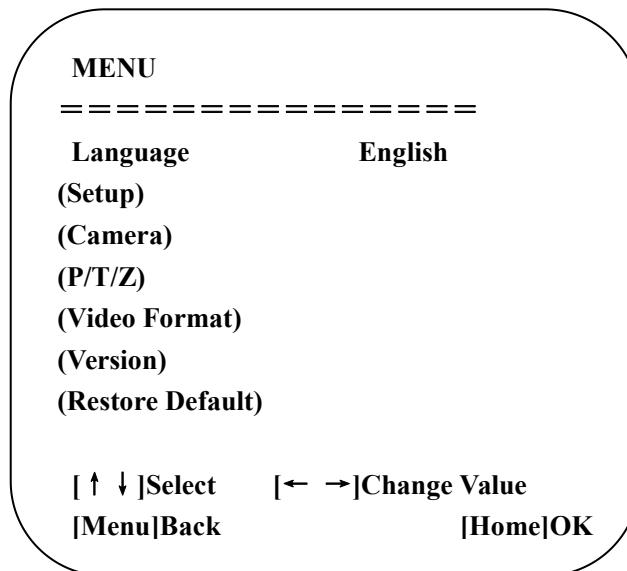 MENU
===============
Language English
(Setup)
(Camera)
(P/T/Z)
(Video Format)
(Version)
(Restore Default)
[↑ ↓]Select [← →]Change Value
[Menu]Back [Home]OK